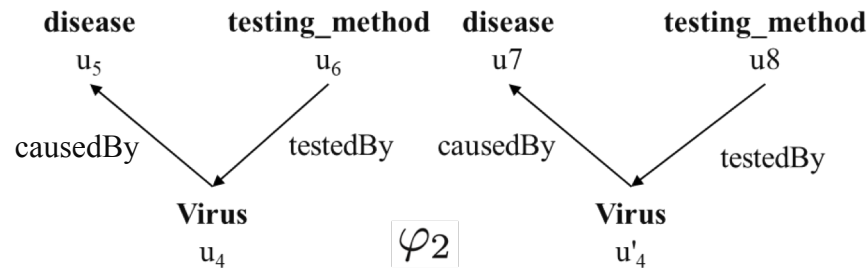 disease testing_method disease testing_method
u₅ u₆ u7 u8
causedBy testedBy causedBy testedBy
Virus Virus
u₄ φ₂ u'₄